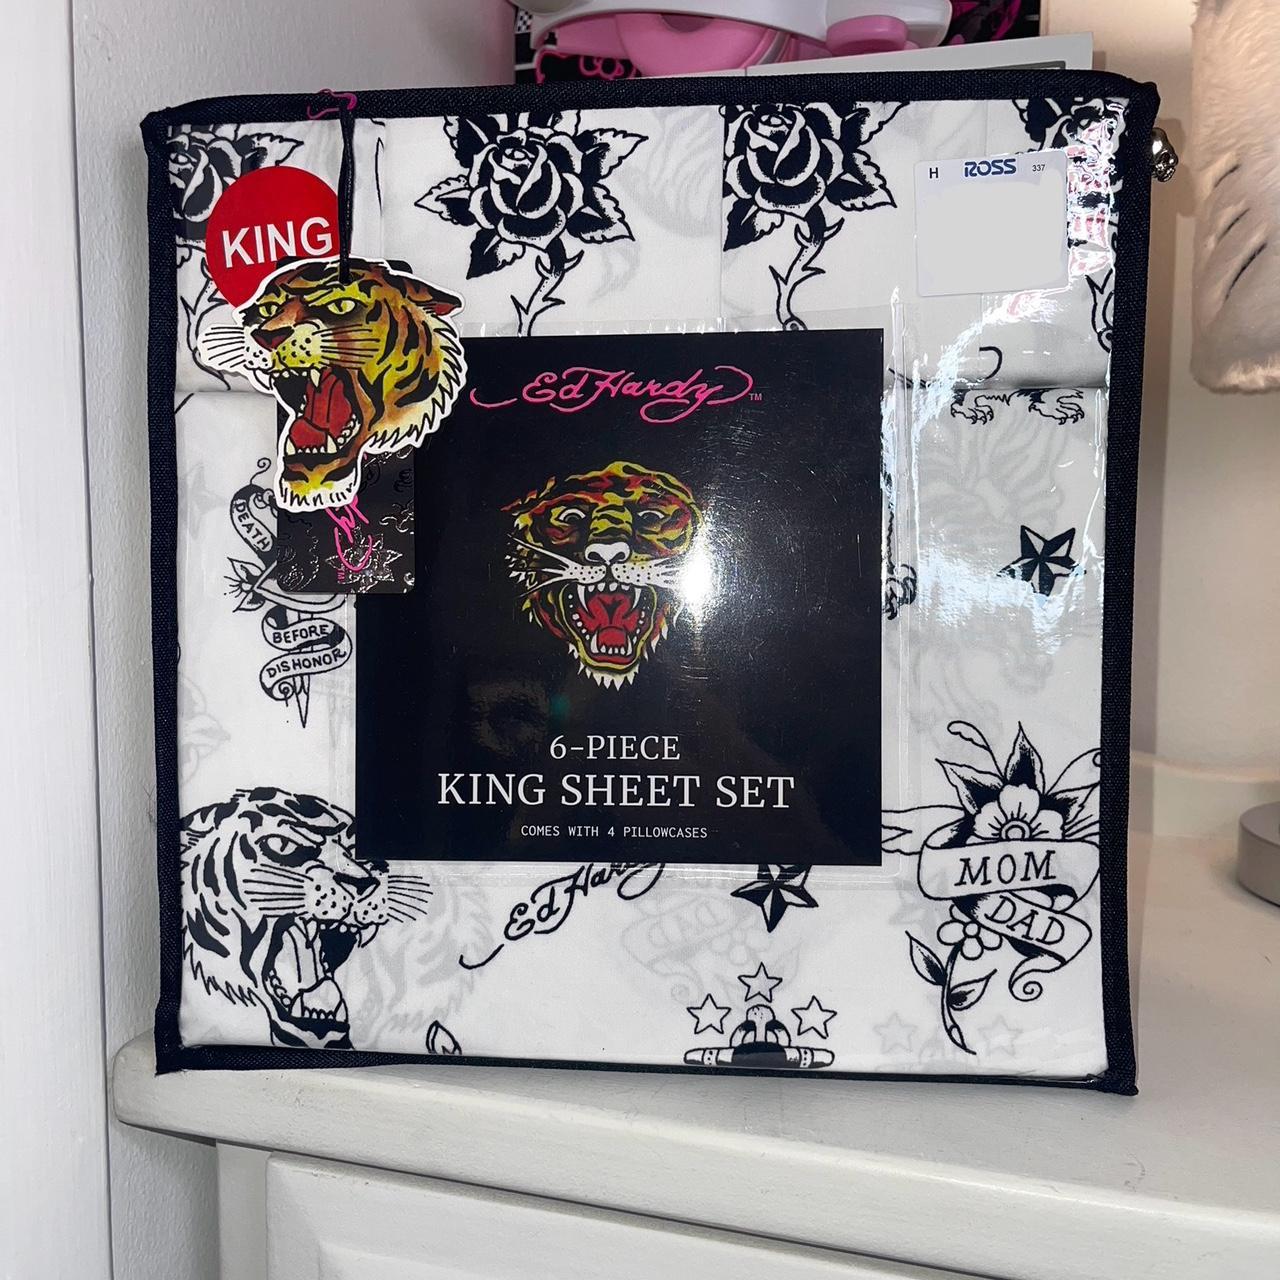 H ROSS 337
KING
Ed Hardy TM
DEATH
BEFORE
DISHONOR
6-PIECE
KING SHEET SET
COMES WITH 4 PILLOWCASES
MOM
DAD
Ed Hardy